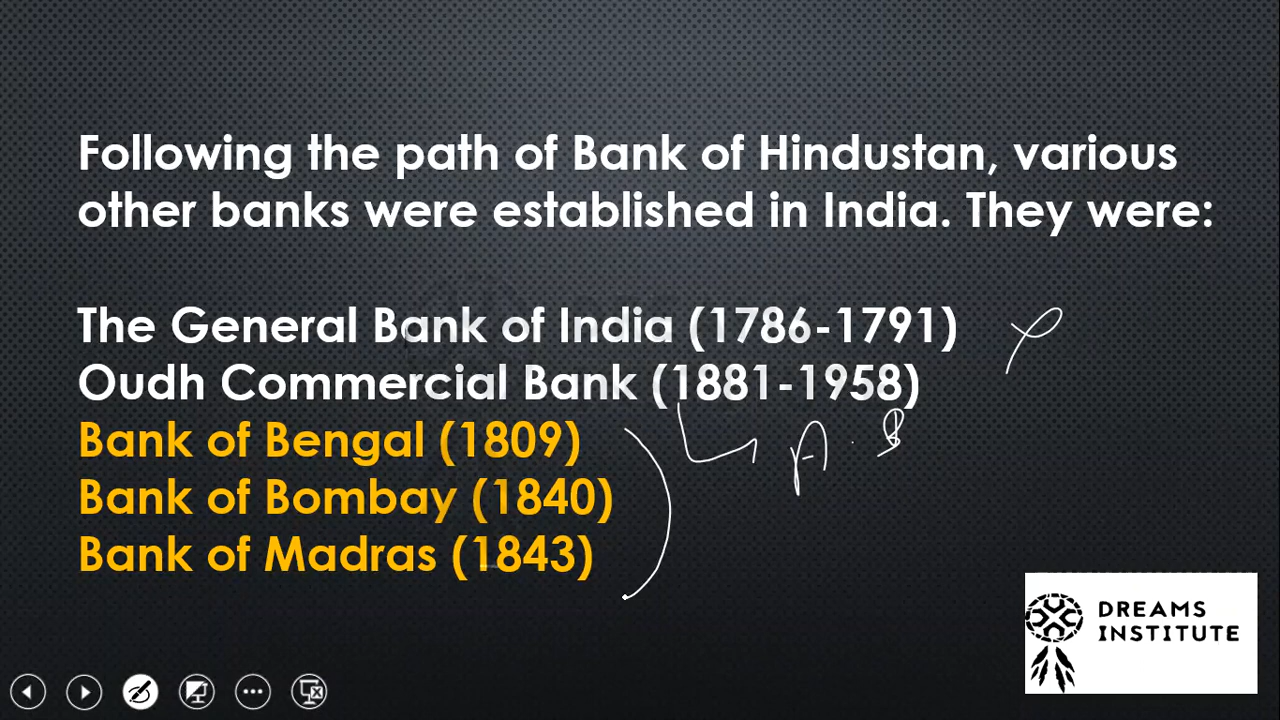 Following the path of Bank of Hindustan, various
other banks were established in India. They were:
The General Bank of India (1786-1791)
Oudh Commercial Bank (1881-1958)
Bank of Bengal (1809)
A . B
Bank of Bombay (1840)
Bank of Madras (1843)
DREAMS
INSTITUTE